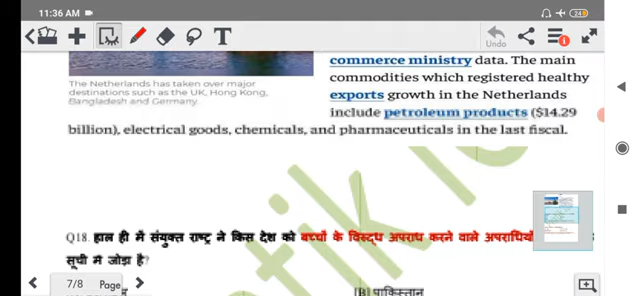 11:36 AM
24
T
Undo
commerce ministry data. The main
commodities which registered healthy
The Netherlands has taken over major
destinations such as the UK, Hong Kong,
Bangladesh and Germany.
exports growth in the Netherlands
include petroleum products ($14.29
billion), electrical goods, chemicals, and pharmaceuticals in the last fiscal.
Q18. हाल ही में संयुक्त राष्ट्र ने किस देश को बच्चों के विरुद्ध अपराध करने वाले अपराधियों
सूची में जोड़ा है?
7/8 Page
[B] पाकिस्तान